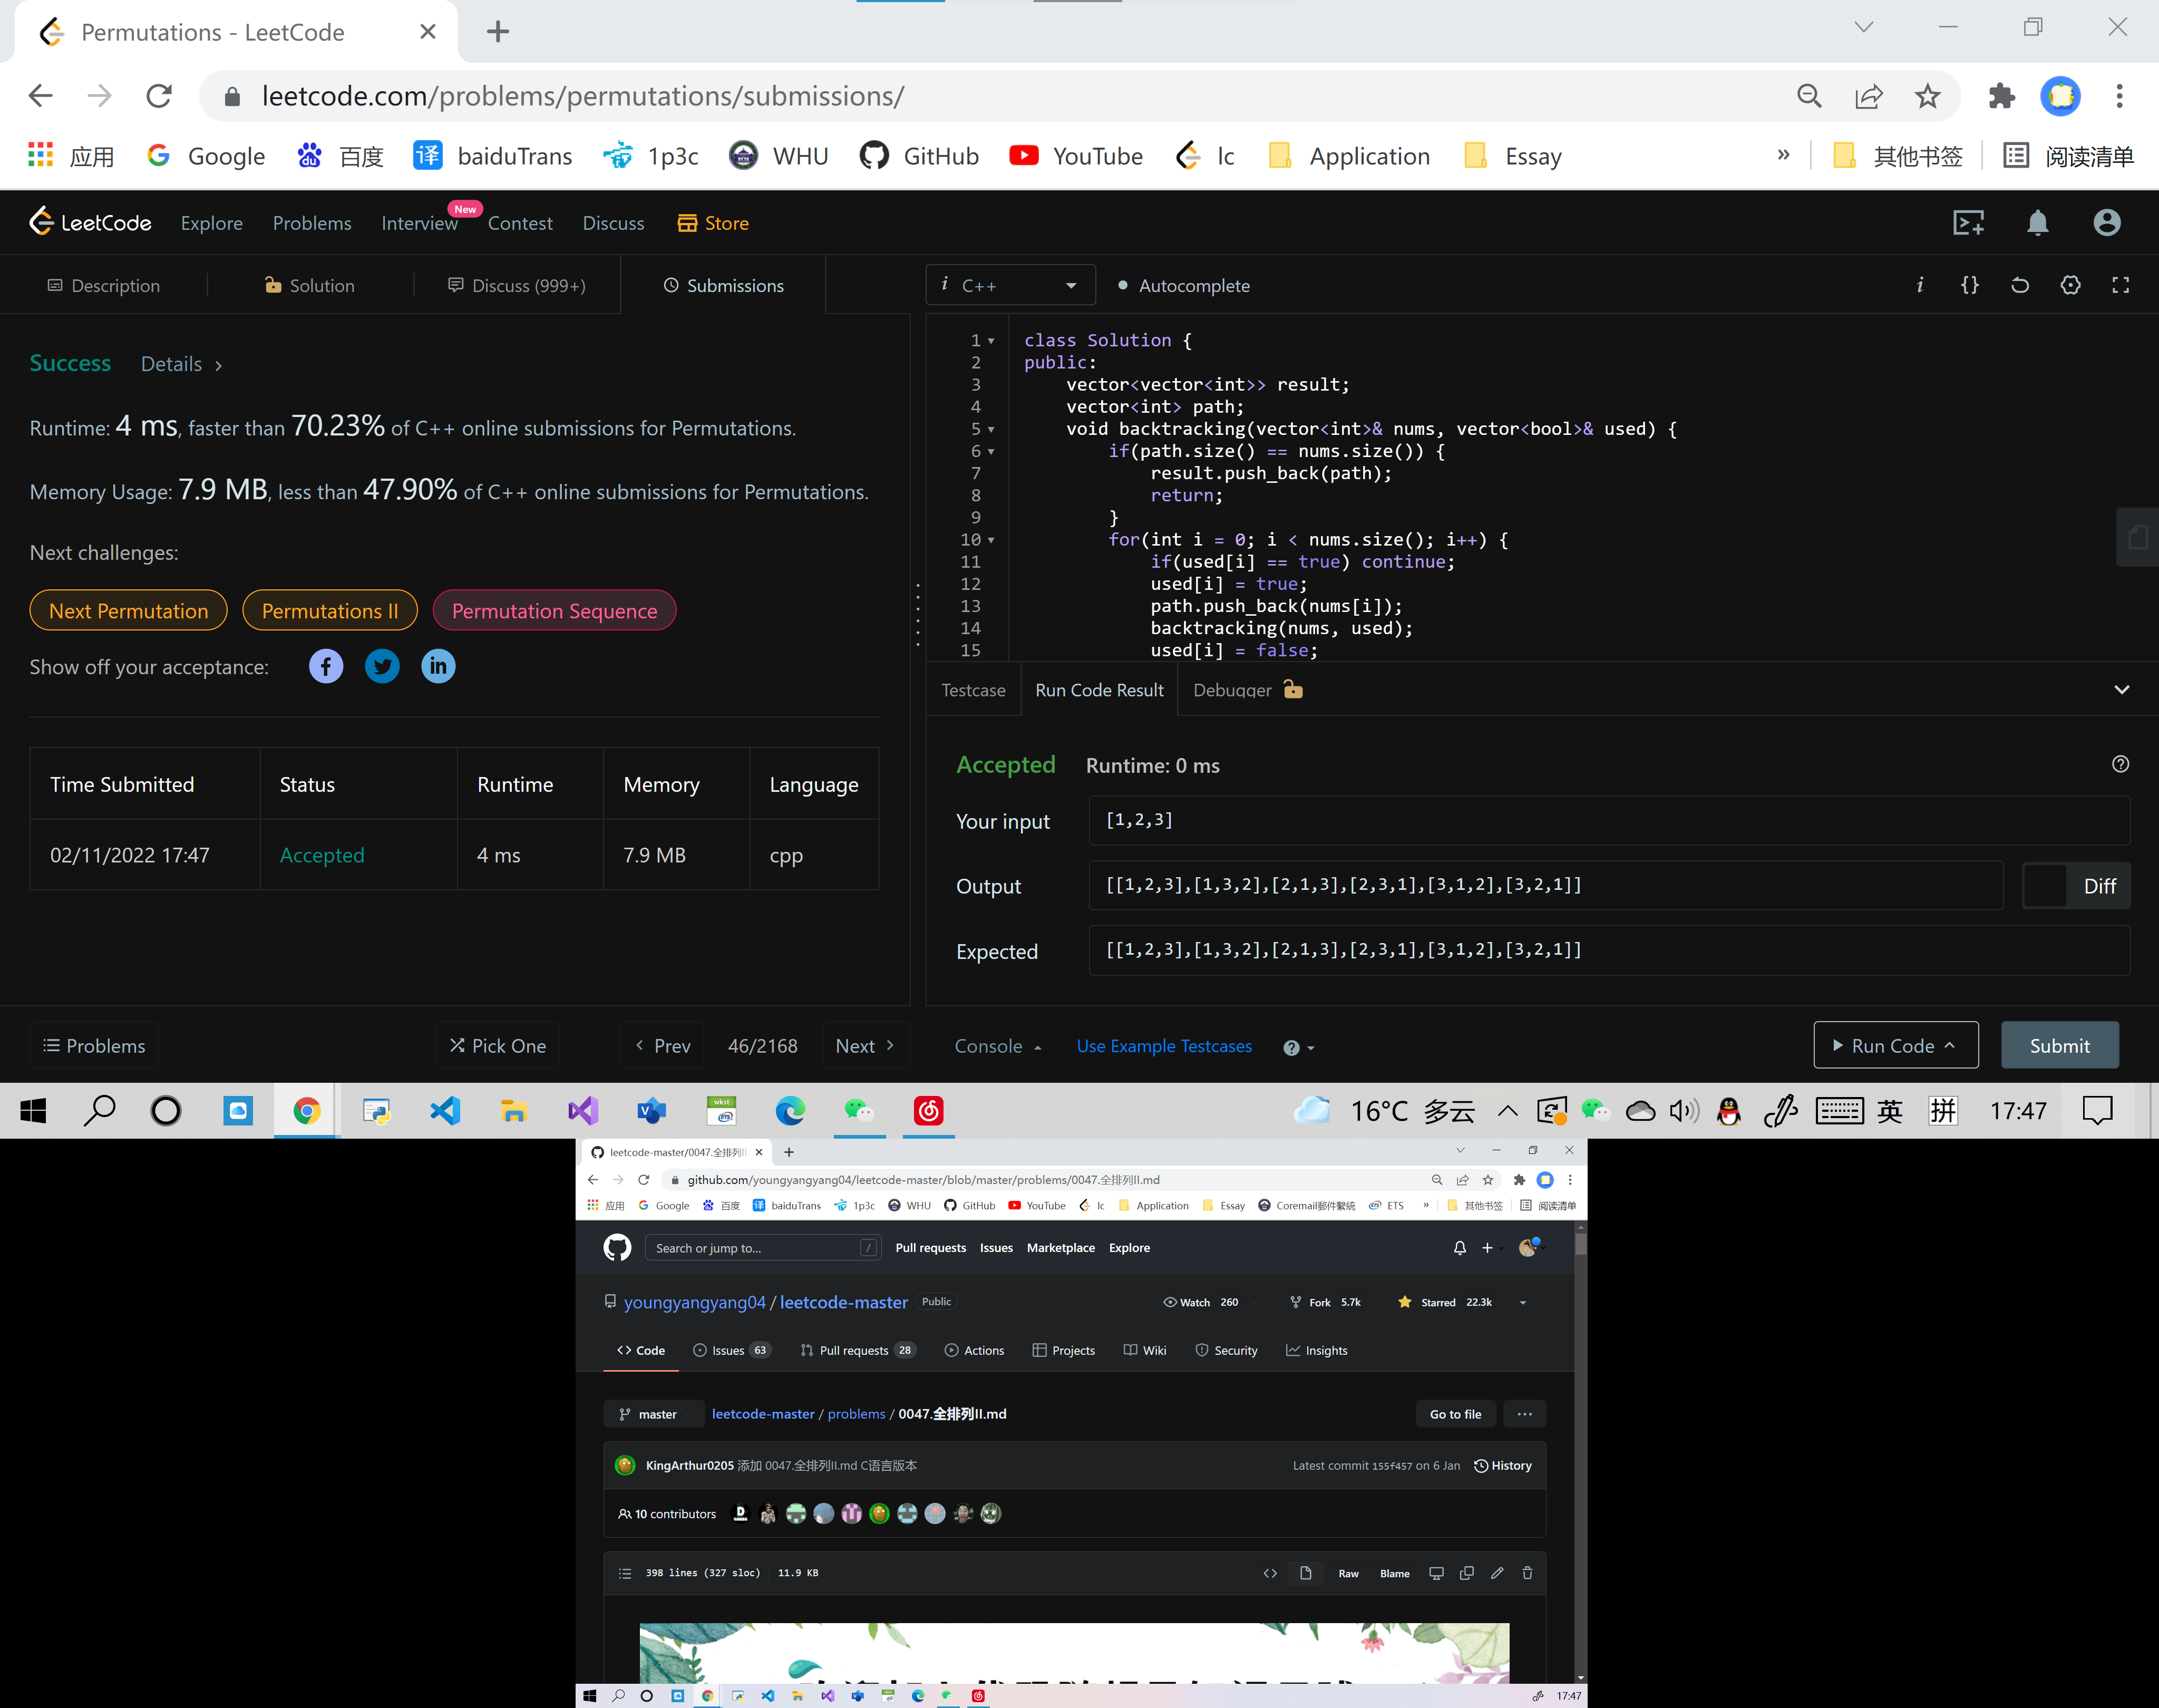 Permutations - LeetCode
leetcode.com/problems/permutations/submissions/
应用 Google 百度 译 baiduTrans 1p3c WHU GitHub YouTube lc Application Essay » 其他书签 阅读清单
LeetCode Explore Problems Interview New Contest Discuss Store
Description Solution Discuss (999+) Submissions
i C++ Autocomplete i {}
Success Details >
Runtime: 4 ms, faster than 70.23% of C++ online submissions for Permutations.
Memory Usage: 7.9 MB, less than 47.90% of C++ online submissions for Permutations.
Next challenges:
Next Permutation Permutations II Permutation Sequence
Show off your acceptance: f in
Time Submitted Status Runtime Memory Language
02/11/2022 17:47 Accepted 4 ms 7.9 MB cpp
1 class Solution {
2 public:
3 vector<vector<int>> result;
4 vector<int> path;
5 void backtracking(vector<int>& nums, vector<bool>& used) {
6 if(path.size() == nums.size()) {
7 result.push_back(path);
8 return;
9 }
10 for(int i = 0; i < nums.size(); i++) {
11 if(used[i] == true) continue;
12 used[i] = true;
13 path.push_back(nums[i]);
14 backtracking(nums, used);
15 used[i] = false;
Testcase Run Code Result Debugger
Accepted Runtime: 0 ms
Your input [1,2,3]
Output [[1,2,3],[1,3,2],[2,1,3],[2,3,1],[3,1,2],[3,2,1]] Diff
Expected [[1,2,3],[1,3,2],[2,1,3],[2,3,1],[3,1,2],[3,2,1]]
Problems Pick One Prev 46/2168 Next Console Use Example Testcases Run Code Submit
16°C 多云 英 拼 17:47
leetcode-master/0047.全排列II
github.com/youngyangyang04/leetcode-master/blob/master/problems/0047.全排列II.md
应用 Google 百度 译 baiduTrans 1p3c WHU GitHub YouTube lc Application Essay Coremail郵件繫統 ETS » 其他书签 阅读清单
Search or jump to... / Pull requests Issues Marketplace Explore
youngyangyang04 / leetcode-master Public Watch 260 Fork 5.7k Starred 22.3k
Code Issues 63 Pull requests 28 Actions Projects Wiki Security Insights
master leetcode-master / problems / 0047.全排列II.md Go to file ...
KingArthur0205 添加 0047.全排列II.md C语言版本 Latest commit 155f457 on 6 Jan History
10 contributors
398 lines (327 sloc) 11.9 KB Raw Blame
17:47